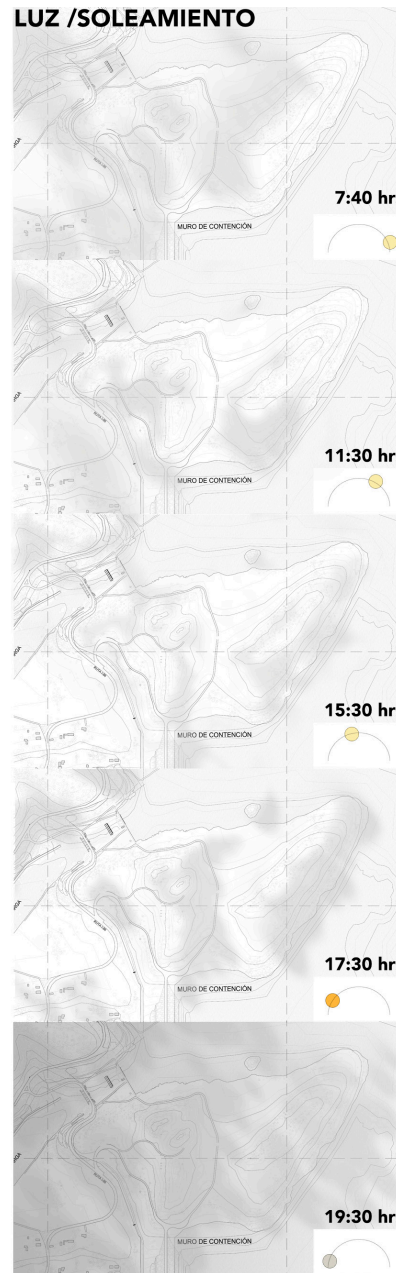 LUZ /SOLEAMIENTO
7:40 hr
MURO DE CONTENCIÓN
11:30 hr
MURO DE CONTENCIÓN
15:30 hr
MURO DE CONTENCIÓN
17:30 hr
MURO DE CONTENCIÓN
19:30 hr
MURO DE CONTENCIÓN